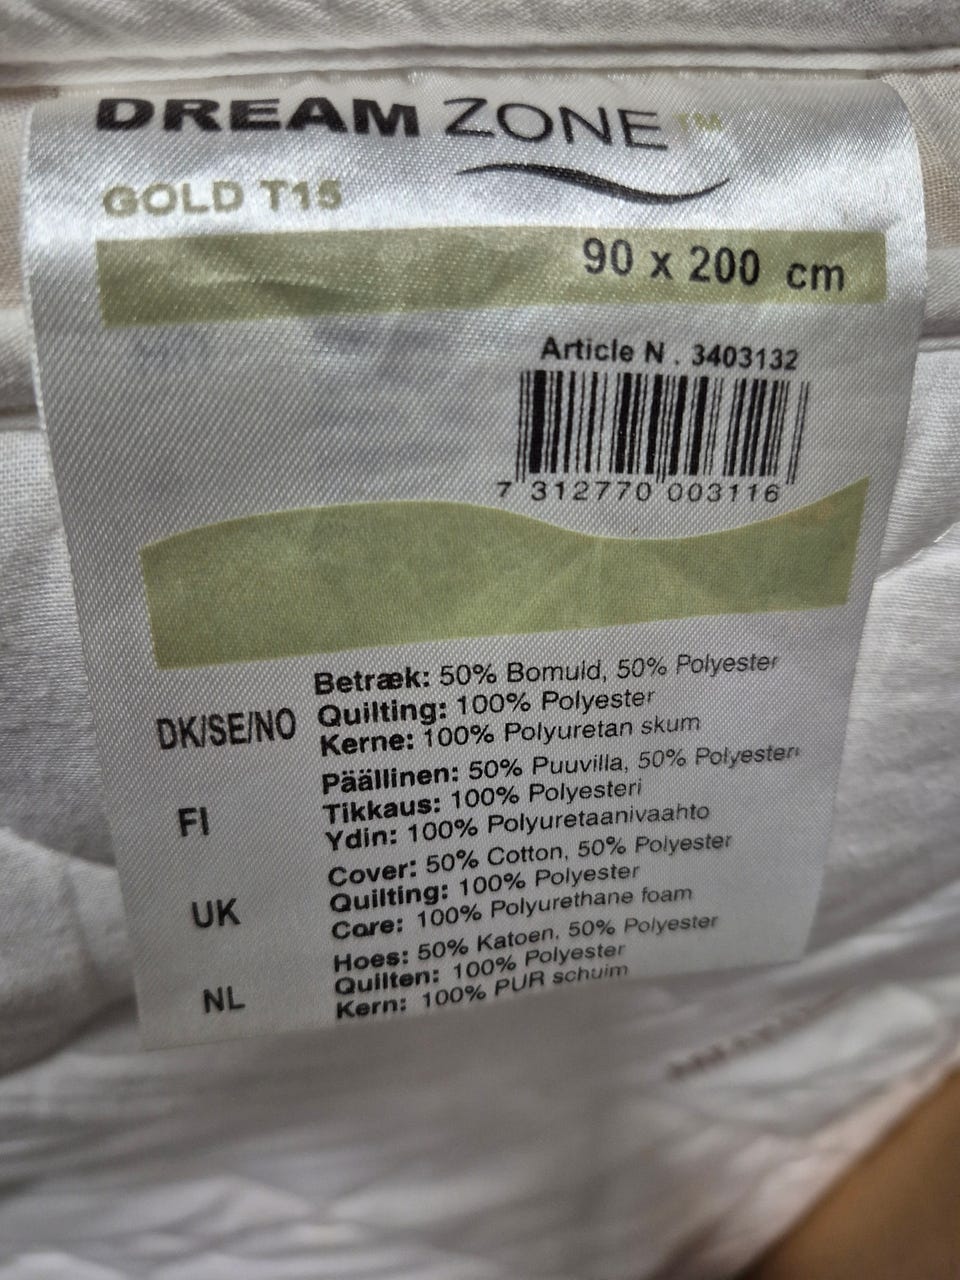 DREAM ZONE™
GOLD T15
90 x 200 cm
Article N . 3403132
7 312770 003116
DK/SE/NO
Betræk: 50% Bomuld, 50% Polyester
Quilting: 100% Polyester
Kerne: 100% Polyuretan skum
FI
Päällinen: 50% Puuvilla, 50% Polyesteri
Tikkaus: 100% Polyesteri
Ydin: 100% Polyuretaanivaahto
UK
Cover: 50% Cotton, 50% Polyester
Quilting: 100% Polyester
Core: 100% Polyurethane foam
NL
Hoes: 50% Katoen, 50% Polyester
Quilten: 100% Polyester
Kern: 100% PUR schuim